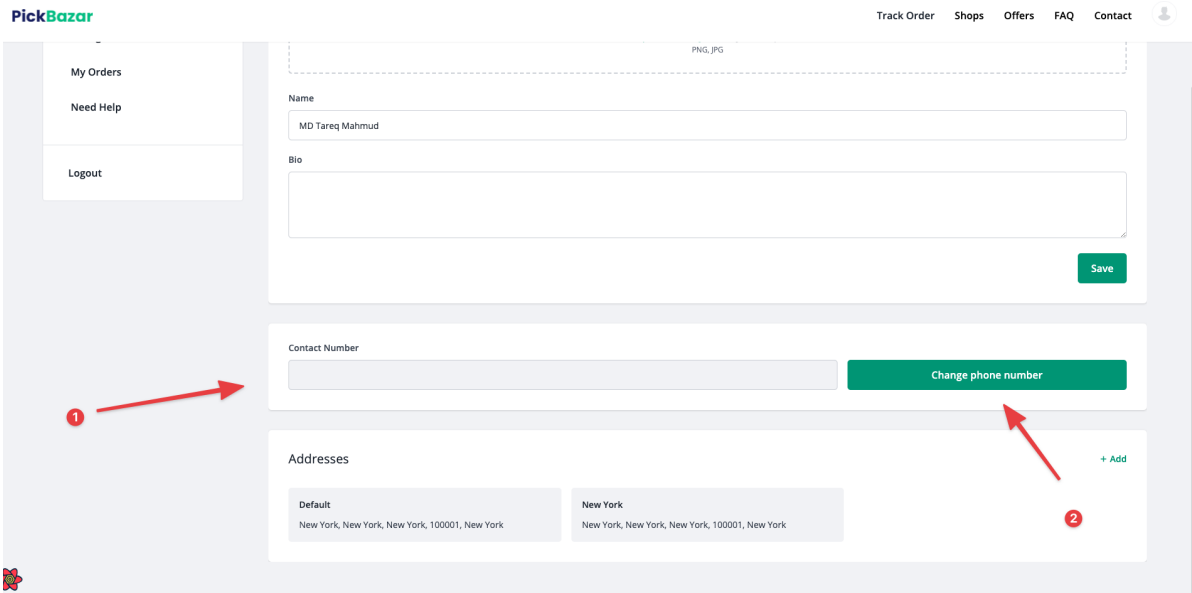 PickBazar
Track Order Shops Offers FAQ Contact
My Orders
Need Help
Logout
PNG, JPG
Name
MD Tareq Mahmud
Bio
Save
Contact Number
Change phone number
1
Addresses
+ Add
Default
New York, New York, New York, 100001, New York
New York
New York, New York, New York, 100001, New York
2